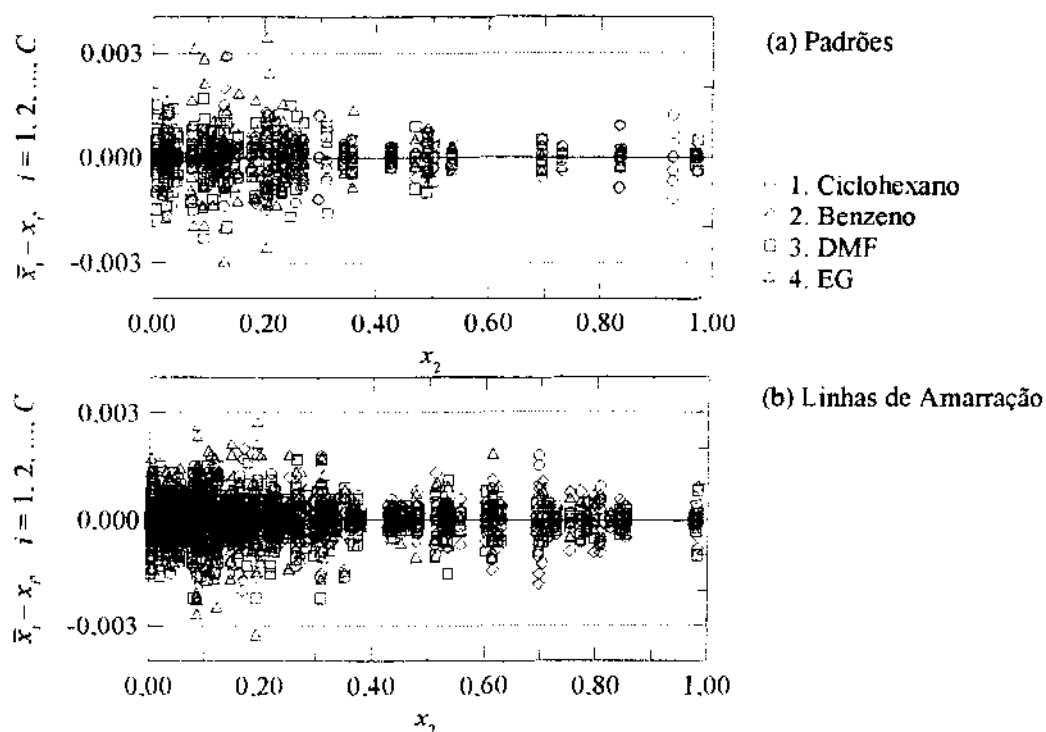 (a) Padrões
0,003
0,000
-0,003
x̄ᵢ – xᵢ, i = 1, 2, ..., C
0,00 0,20 0,40 0,60 0,80 1,00
x₂
1. Ciclohexano
2. Benzeno
3. DMF
4. EG
(b) Linhas de Amarração
0,003
0,000
-0,003
x̄ᵢ – xᵢ, i = 1, 2, ..., C
0,00 0,20 0,40 0,60 0,80 1,00
x₂